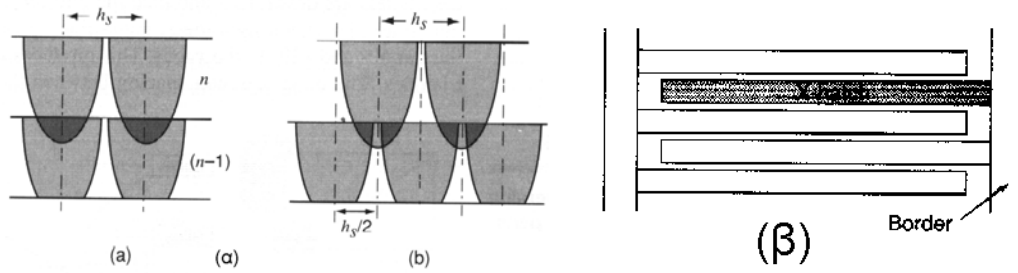 h_s
h_s
n
(n–1)
h_s/2
(a)
(α)
(b)
Border
(β)